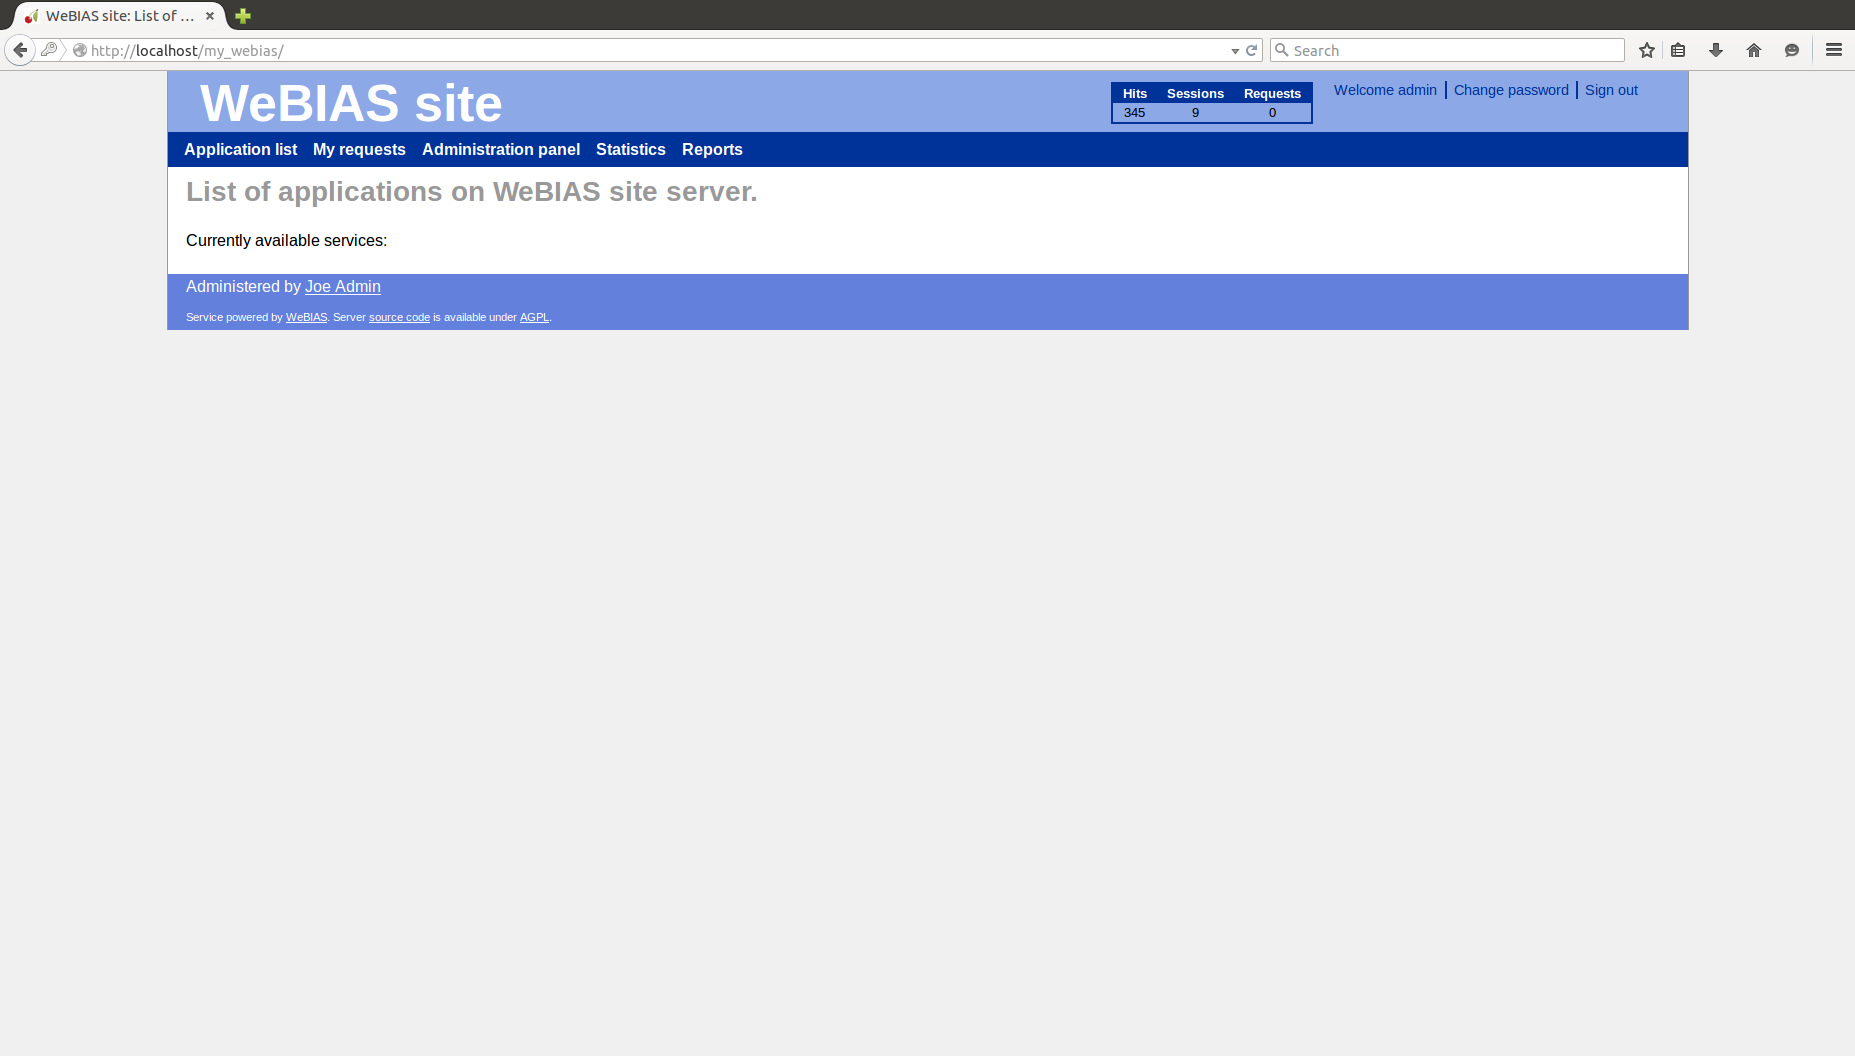 WeBIAS site: List of ...
http://localhost/my_webias/
Search
WeBIAS site
Hits Sessions Requests
345 9 0
Welcome admin Change password Sign out
Application list My requests Administration panel Statistics Reports
List of applications on WeBIAS site server.
Currently available services:
Administered by Joe Admin
Service powered by WeBIAS. Server source code is available under AGPL.